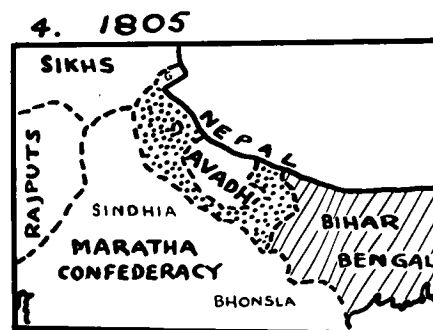 4. 1805
SIKHS
NEPAL
RAJPUTS
AVADH
SINDHIA
BIHAR
MARATHA
CONFEDERACY
BENGAL
BHONSLA